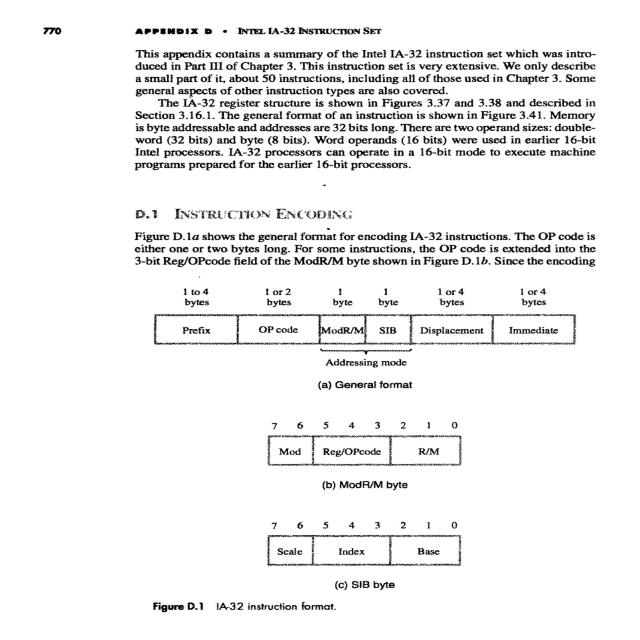 770 APPENDIX D • INTEL IA-32 INSTRUCTION SET
This appendix contains a summary of the Intel IA-32 instruction set which was intro-
duced in Part III of Chapter 3. This instruction set is very extensive. We only describe
a small part of it, about 50 instructions, including all of those used in Chapter 3. Some
general aspects of other instruction types are also covered.
The IA-32 register structure is shown in Figures 3.37 and 3.38 and described in
Section 3.16.1. The general format of an instruction is shown in Figure 3.41. Memory
is byte addressable and addresses are 32 bits long. There are two operand sizes: double-
word (32 bits) and byte (8 bits). Word operands (16 bits) were used in earlier 16-bit
Intel processors. IA-32 processors can operate in a 16-bit mode to execute machine
programs prepared for the earlier 16-bit processors.
D.1 INSTRUCTION ENCODING
Figure D.1a shows the general format for encoding IA-32 instructions. The OP code is
either one or two bytes long. For some instructions, the OP code is extended into the
3-bit Reg/OPcode field of the ModR/M byte shown in Figure D.1b. Since the encoding
1 to 4 1 or 2 1 1 1 or 4 1 or 4
bytes bytes byte byte bytes bytes
Prefix OP code ModR/M SIB Displacement Immediate
Addressing mode
(a) General format
7 6 5 4 3 2 1 0
Mod Reg/OPcode R/M
(b) ModR/M byte
7 6 5 4 3 2 1 0
Scale Index Base
(c) SIB byte
Figure D.1 IA-32 instruction format.